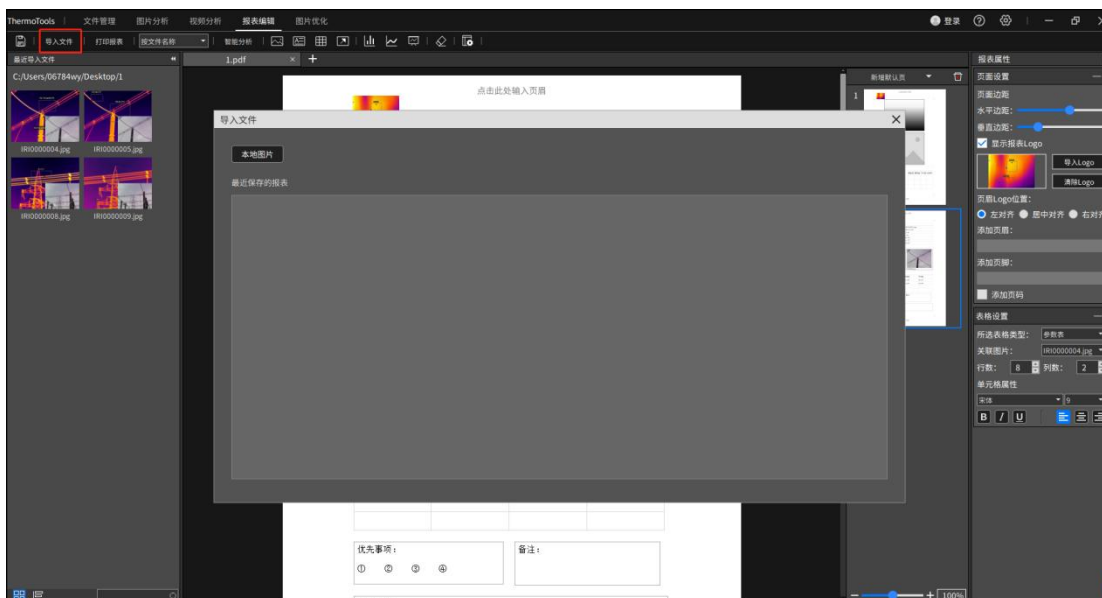 ThermoTools 文件管理 图片分析 视频分析 报表编辑 图片优化 登录
导入文件 打印报表 按文件名称 智能分析
最近导入文件
1.pdf
C:/Users/06784wy/Desktop/1
IRI0000004.jpg IRI0000005.jpg
IRI0000008.jpg IRI0000009.jpg
点击此处输入页眉
导入文件
本地图片
最近保存的报表
优先事项：
① ② ③ ④
备注：
新增默认页
1
100%
报表属性
页面设置
页面边距
水平边距：
垂直边距：
显示报表Logo
导入Logo
清除Logo
页眉Logo位置：
左对齐 居中对齐 右对齐
添加页眉：
添加页脚：
添加页码
表格设置
所选表格类型： 参数表
关联图片： IRI0000004.jpg
行数： 8 列数： 2
单元格属性
宋体 9
B I U